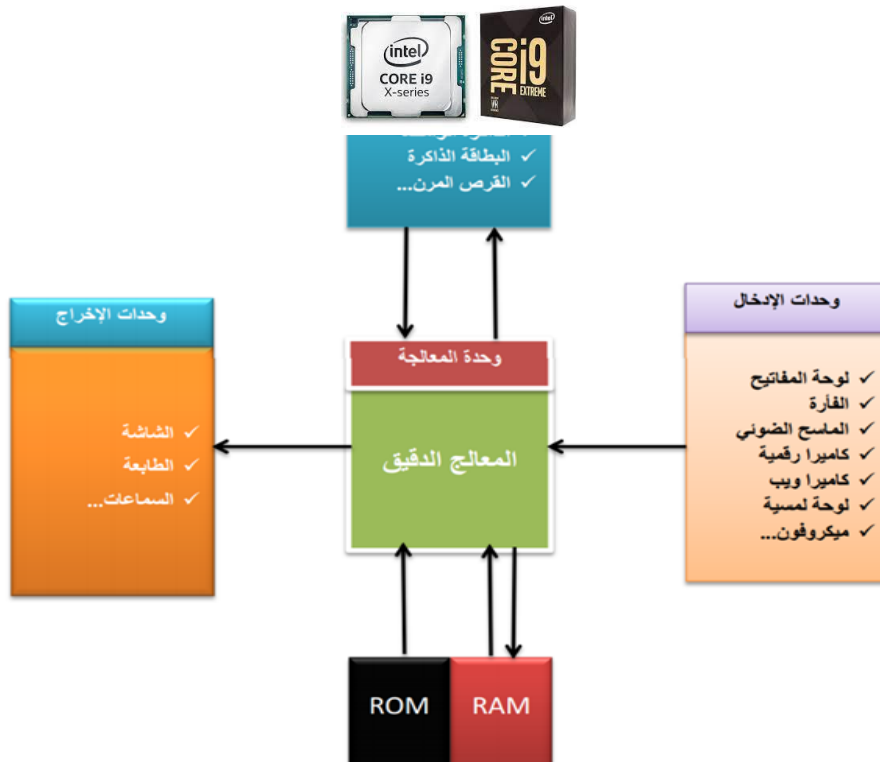 intel
CORE i9
X-series
intel
CORE
i9
EXTREME
البطاقة الذاكرة
القرص المرن...
وحدات الإدخال
لوحة المفاتيح
الفأرة
الماسح الضوئي
كاميرا رقمية
كاميرا ويب
لوحة لمسية
ميكروفون...
وحدة المعالجة
المعالج الدقيق
وحدات الإخراج
الشاشة
الطابعة
السماعات...
ROM
RAM